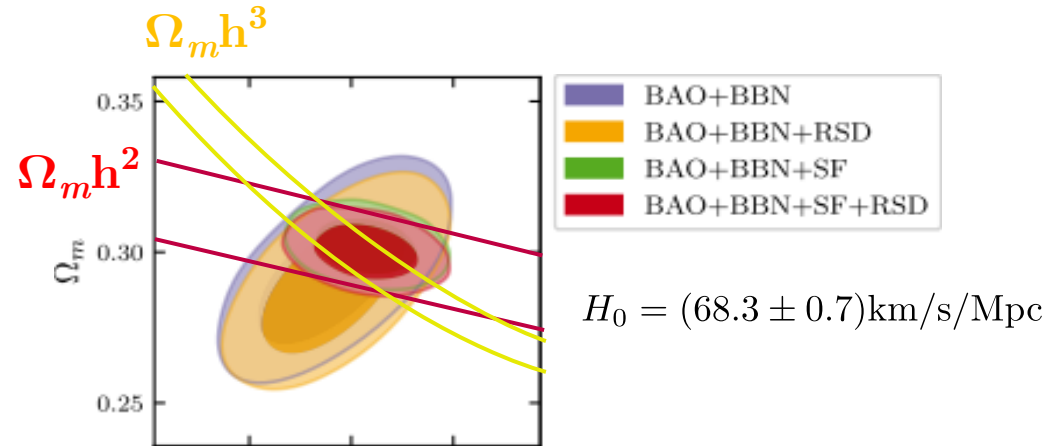 Ωₘh³
0.35
BAO+BBN
BAO+BBN+RSD
BAO+BBN+SF
BAO+BBN+SF+RSD
Ωₘh²
0.30
Ωₘ
H₀ = (68.3 ± 0.7)km/s/Mpc
0.25